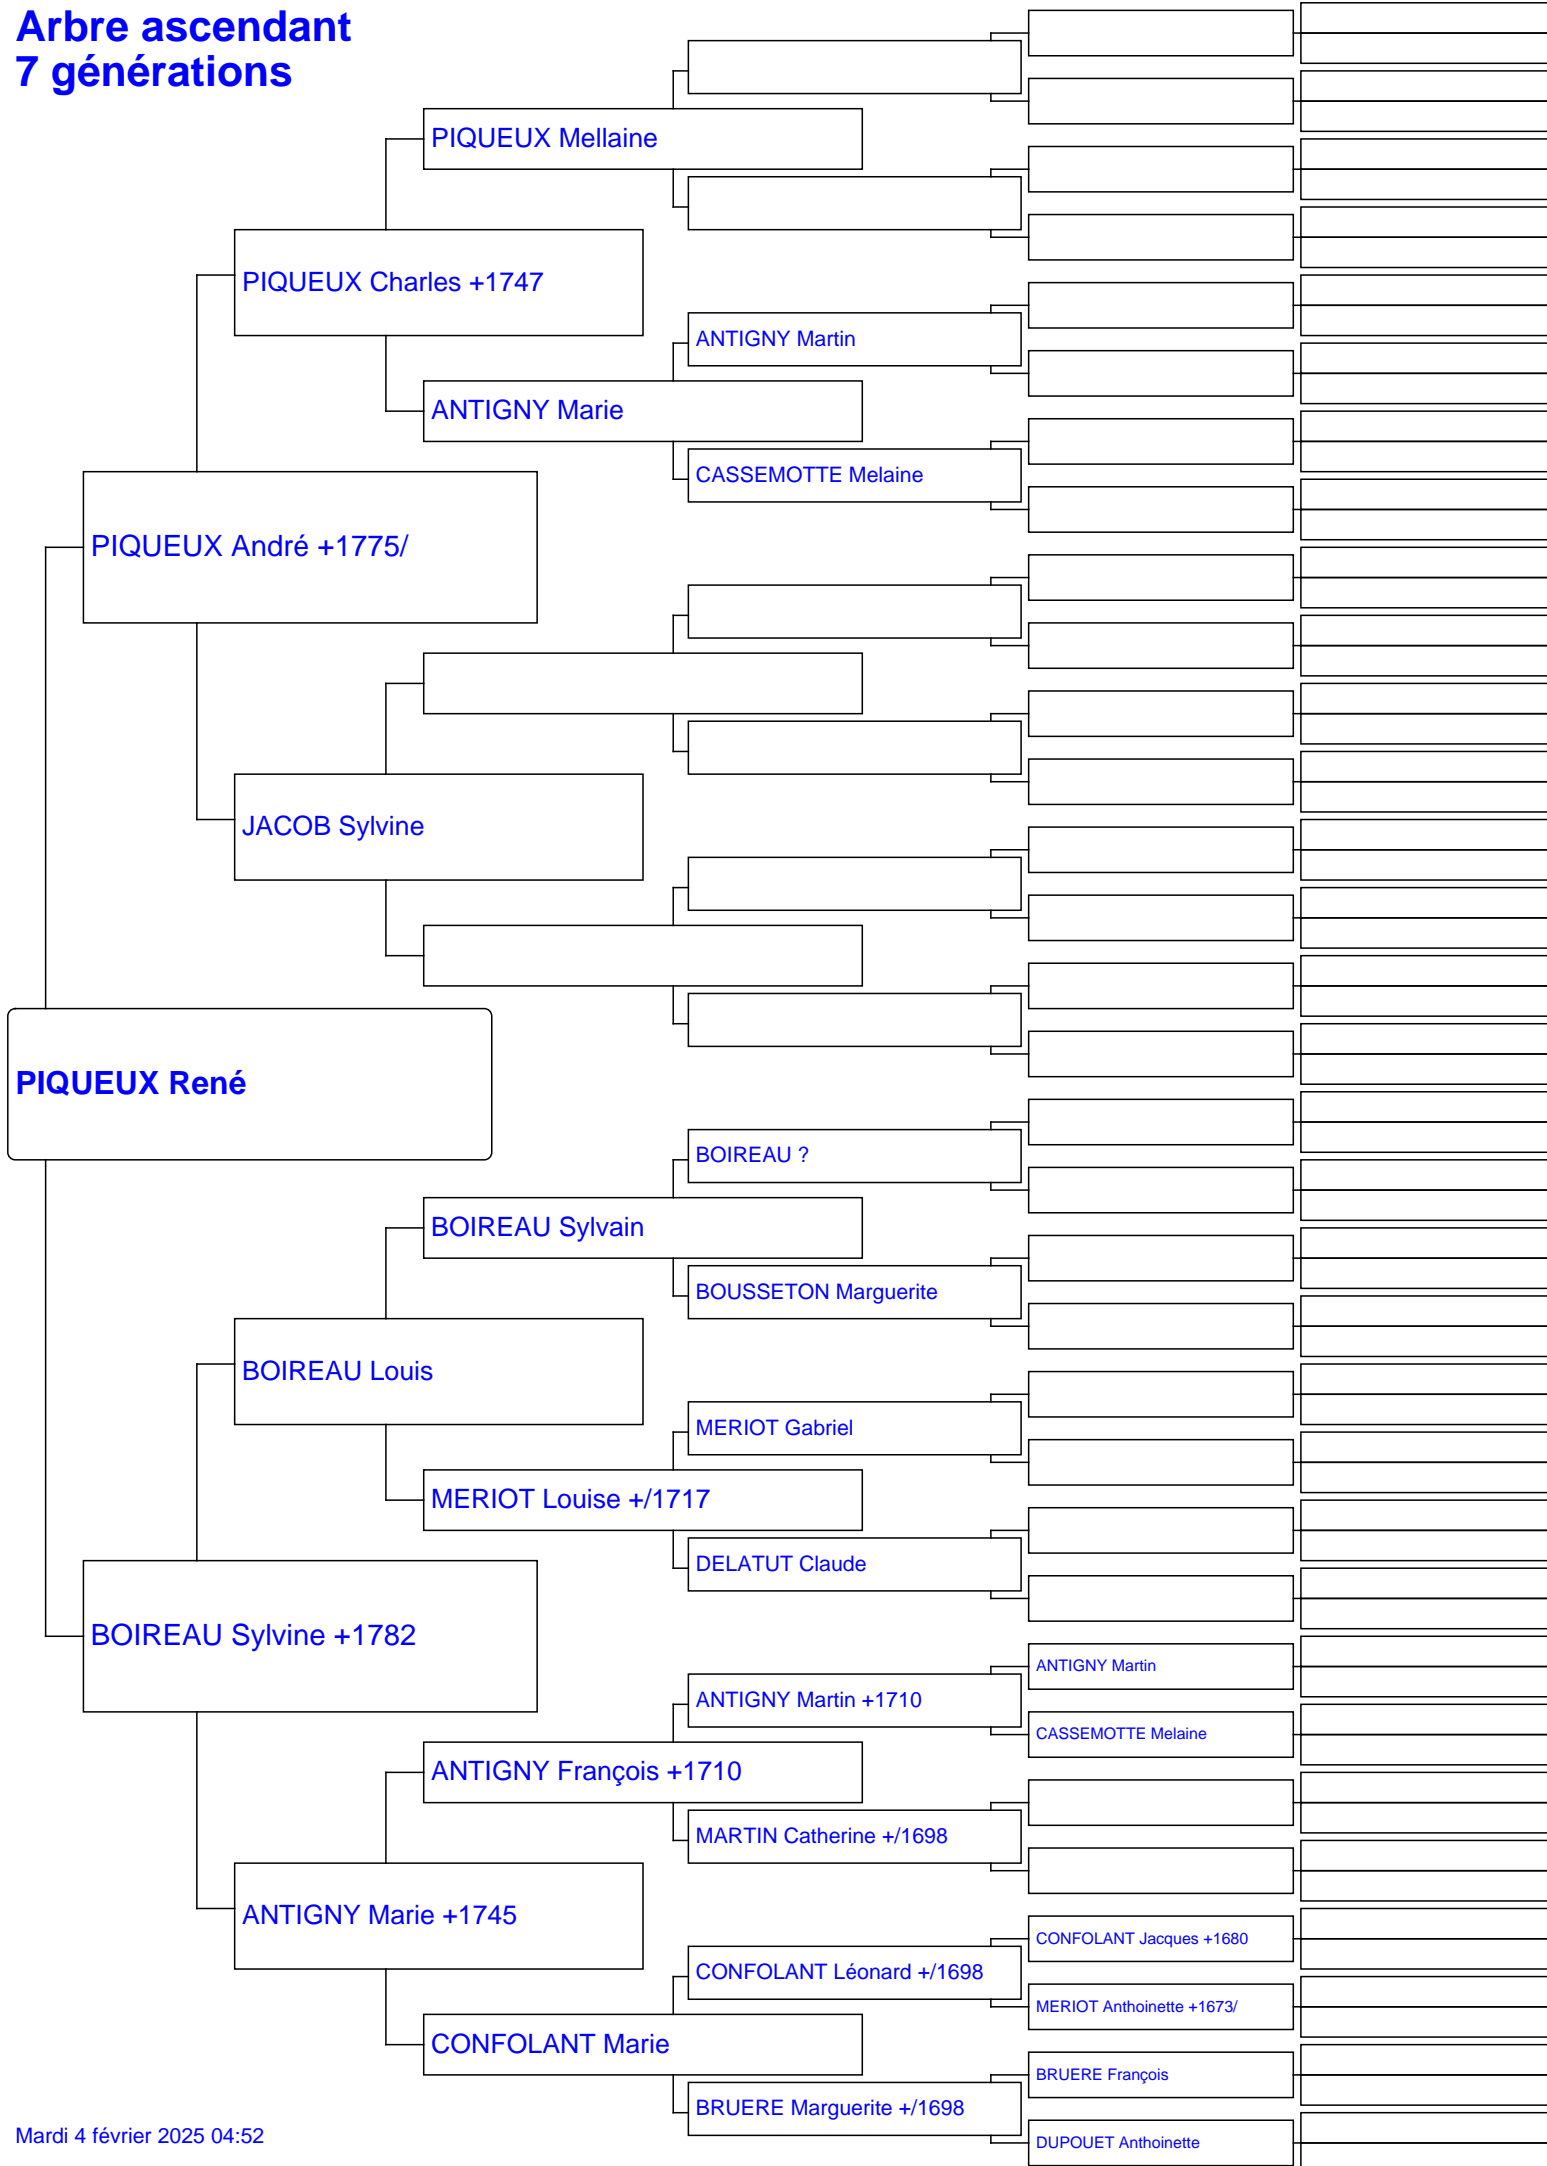 Arbre ascendant
7 générations
PIQUEUX Mellaine
PIQUEUX Charles +1747
ANTIGNY Martin
ANTIGNY Marie
CASSEMOTTE Melaine
PIQUEUX André +1775/
JACOB Sylvine
PIQUEUX René
BOIREAU ?
BOIREAU Sylvain
BOUSSETON Marguerite
BOIREAU Louis
MERIOT Gabriel
MERIOT Louise +/1717
DELATUT Claude
BOIREAU Sylvine +1782
ANTIGNY Martin
ANTIGNY Martin +1710
CASSEMOTTE Melaine
ANTIGNY François +1710
MARTIN Catherine +/1698
ANTIGNY Marie +1745
CONFOLANT Jacques +1680
CONFOLANT Léonard +/1698
MERIOT Anthoinette +1673/
CONFOLANT Marie
BRUERE François
BRUERE Marguerite +/1698
DUPOUET Anthoinette
Mardi 4 février 2025 04:52